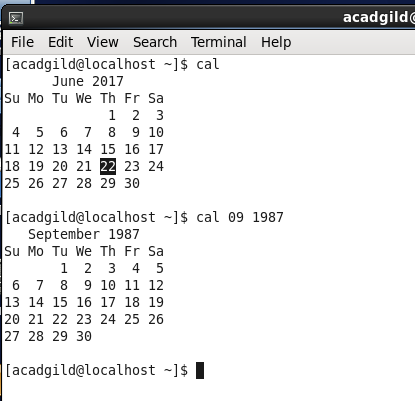 acadgild@
File Edit View Search Terminal Help
[acadgild@localhost ~]$ cal
      June 2017
Su Mo Tu We Th Fr Sa
             1  2  3
 4  5  6  7  8  9 10
11 12 13 14 15 16 17
18 19 20 21 22 23 24
25 26 27 28 29 30

[acadgild@localhost ~]$ cal 09 1987
   September 1987
Su Mo Tu We Th Fr Sa
       1  2  3  4  5
 6  7  8  9 10 11 12
13 14 15 16 17 18 19
20 21 22 23 24 25 26
27 28 29 30

[acadgild@localhost ~]$